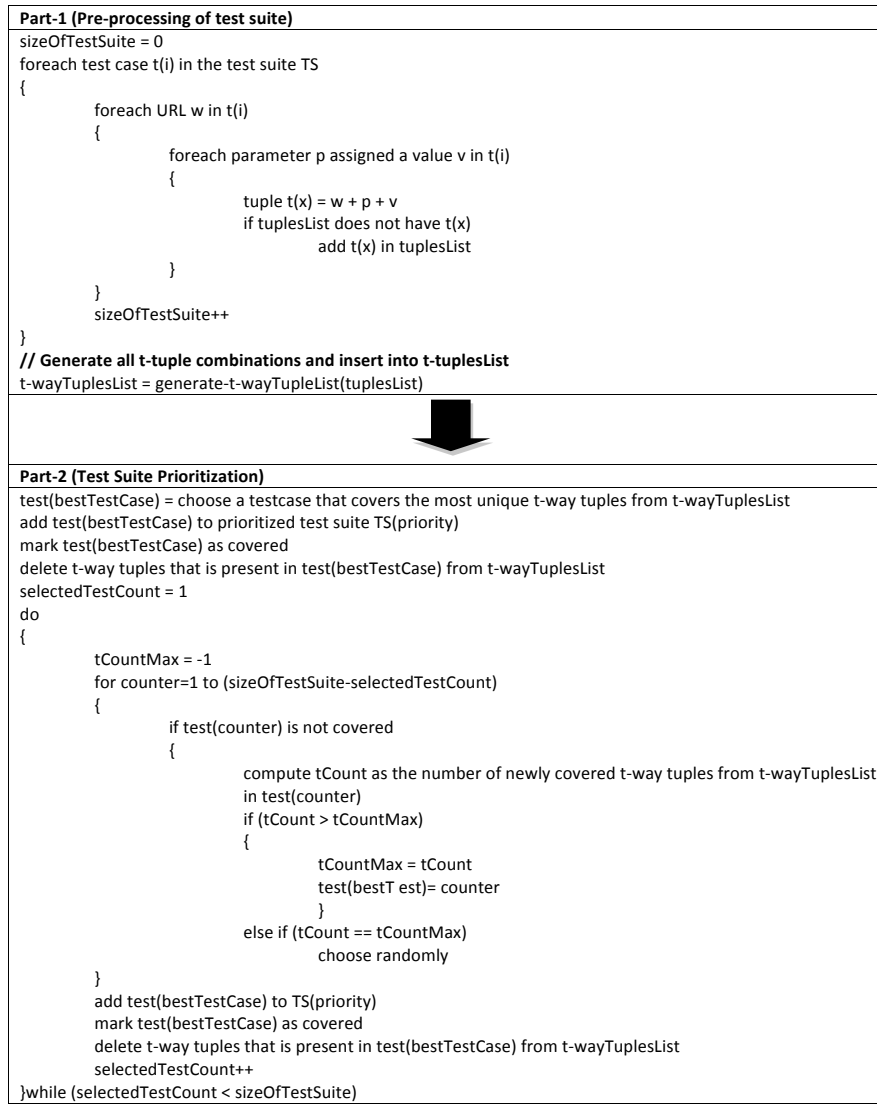 Part-1 (Pre-processing of test suite)
sizeOfTestSuite = 0
foreach test case t(i) in the test suite TS
{
foreach URL w in t(i)
{
foreach parameter p assigned a value v in t(i)
{
tuple t(x) = w + p + v
if tuplesList does not have t(x)
add t(x) in tuplesList
}
}
sizeOfTestSuite++
}
// Generate all t-tuple combinations and insert into t-tuplesList
t-wayTuplesList = generate-t-wayTupleList(tuplesList)
Part-2 (Test Suite Prioritization)
test(bestTestCase) = choose a testcase that covers the most unique t-way tuples from t-wayTuplesList
add test(bestTestCase) to prioritized test suite TS(priority)
mark test(bestTestCase) as covered
delete t-way tuples that is present in test(bestTestCase) from t-wayTuplesList
selectedTestCount = 1
do
{
tCountMax = -1
for counter=1 to (sizeOfTestSuite-selectedTestCount)
{
if test(counter) is not covered
{
compute tCount as the number of newly covered t-way tuples from t-wayTuplesList
in test(counter)
if (tCount > tCountMax)
{
tCountMax = tCount
test(bestT est)= counter
}
else if (tCount == tCountMax)
choose randomly
}
add test(bestTestCase) to TS(priority)
mark test(bestTestCase) as covered
delete t-way tuples that is present in test(bestTestCase) from t-wayTuplesList
selectedTestCount++
}while (selectedTestCount < sizeOfTestSuite)